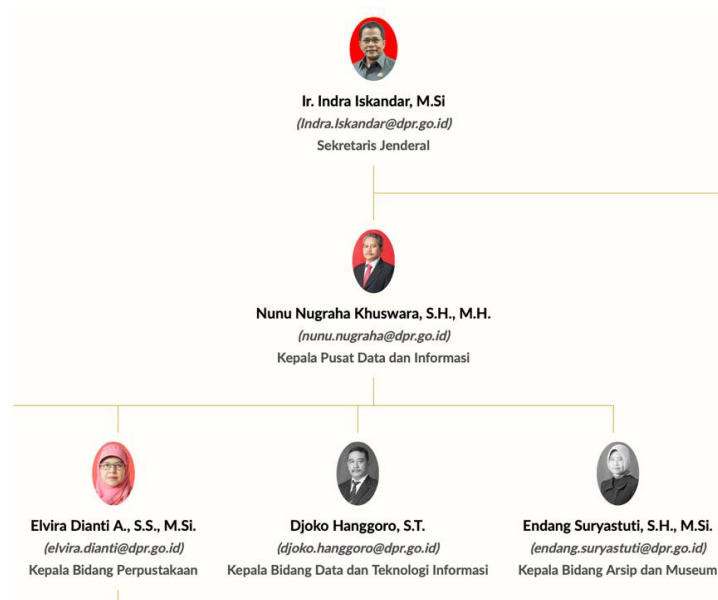 Ir. Indra Iskandar, M.Si
(Indra.Iskandar@dpr.go.id)
Sekretaris Jenderal
Nunu Nugraha Khuswara, S.H., M.H.
(nunu.nugraha@dpr.go.id)
Kepala Pusat Data dan Informasi
Elvira Dianti A., S.S., M.Si.
(elvira.dianti@dpr.go.id)
Kepala Bidang Perpustakaan
Djoko Hanggoro, S.T.
(djoko.hanggoro@dpr.go.id)
Kepala Bidang Data dan Teknologi Informasi
Endang Suryastuti, S.H., M.Si.
(endang.suryastuti@dpr.go.id)
Kepala Bidang Arsip dan Museum